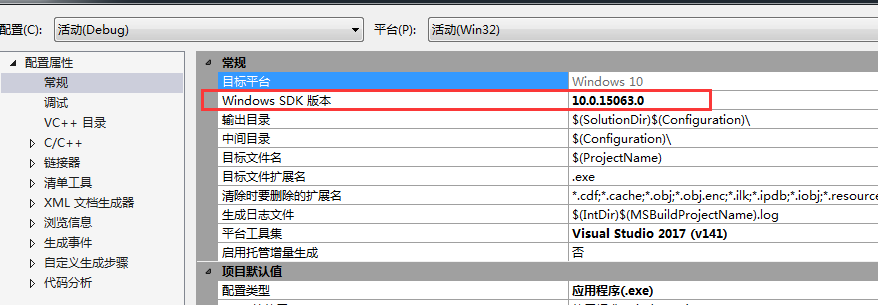 配置(C): 活动(Debug) 平台(P): 活动(Win32)
配置属性
常规
调试
VC++ 目录
C/C++
链接器
清单工具
XML 文档生成器
浏览信息
生成事件
自定义生成步骤
代码分析
常规
目标平台 Windows 10
Windows SDK 版本 10.0.15063.0
输出目录 $(SolutionDir)$(Configuration)\
中间目录 $(Configuration)\
目标文件名 $(ProjectName)
目标文件扩展名 .exe
清除时要删除的扩展名 *.cdf;*.cache;*.obj;*.obj.enc;*.ilk;*.ipdb;*.iobj;*.resource
生成日志文件 $(IntDir)$(MSBuildProjectName).log
平台工具集 Visual Studio 2017 (v141)
启用托管增量生成 否
项目默认值
配置类型 应用程序(.exe)